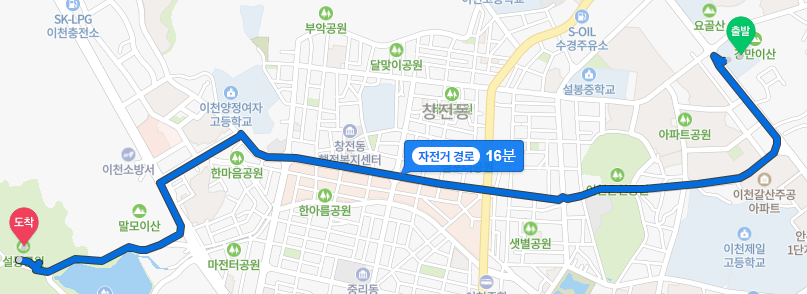 SK-LPG
이천충전소
부악공원
달맞이공원
S-OIL
수경주유소
요골산
출발
장만이산
이천양정여자
고등학교
창전동
설봉중학교
아파트공원
창전동
행정복지센터
자전거 경로 16분
이천소방서
한마음공원
이천갈산주공
아파트
도착
말모이산
한아름공원
샛별공원
이천제일
고등학교
마전터공원
중리동